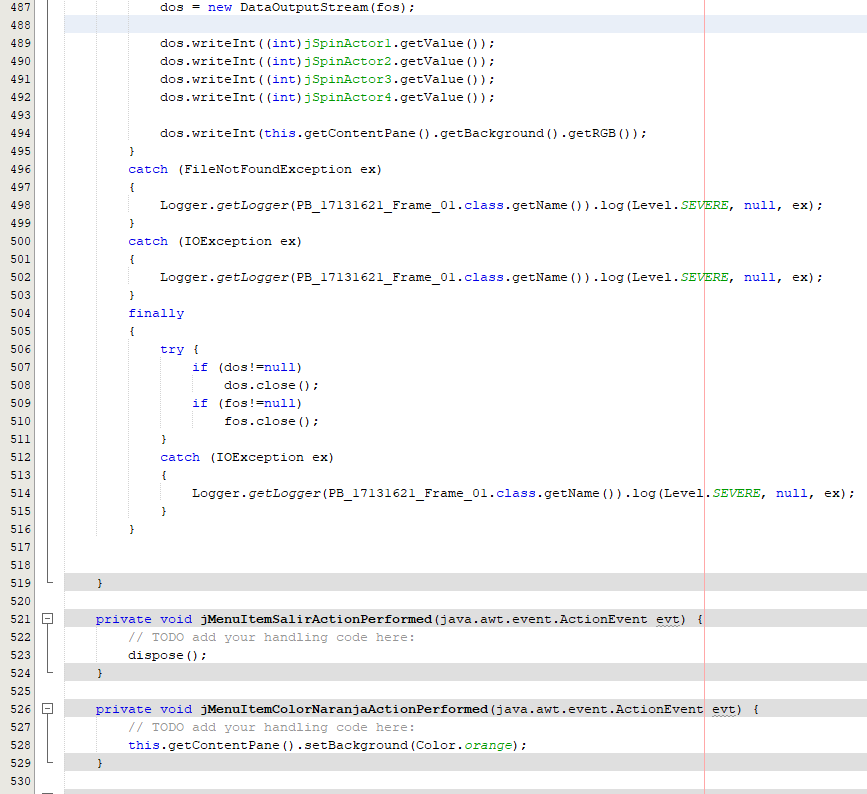 487 dos = new DataOutputStream(fos);
488
489 dos.writeInt((int)jSpinActor1.getValue());
490 dos.writeInt((int)jSpinActor2.getValue());
491 dos.writeInt((int)jSpinActor3.getValue());
492 dos.writeInt((int)jSpinActor4.getValue());
493
494 dos.writeInt(this.getContentPane().getBackground().getRGB());
495 }
496 catch (FileNotFoundException ex)
497 {
498 Logger.getLogger(PB_17131621_Frame_01.class.getName()).log(Level.SEVERE, null, ex);
499 }
500 catch (IOException ex)
501 {
502 Logger.getLogger(PB_17131621_Frame_01.class.getName()).log(Level.SEVERE, null, ex);
503 }
504 finally
505 {
506 try {
507 if (dos!=null)
508 dos.close();
509 if (fos!=null)
510 fos.close();
511 }
512 catch (IOException ex)
513 {
514 Logger.getLogger(PB_17131621_Frame_01.class.getName()).log(Level.SEVERE, null, ex);
515 }
516 }
517
518
519 }
520
521 private void jMenuItemSalirActionPerformed(java.awt.event.ActionEvent evt) {
522 // TODO add your handling code here:
523 dispose();
524 }
525
526 private void jMenuItemColorNaranjaActionPerformed(java.awt.event.ActionEvent evt) {
527 // TODO add your handling code here:
528 this.getContentPane().setBackground(Color.orange);
529 }
530